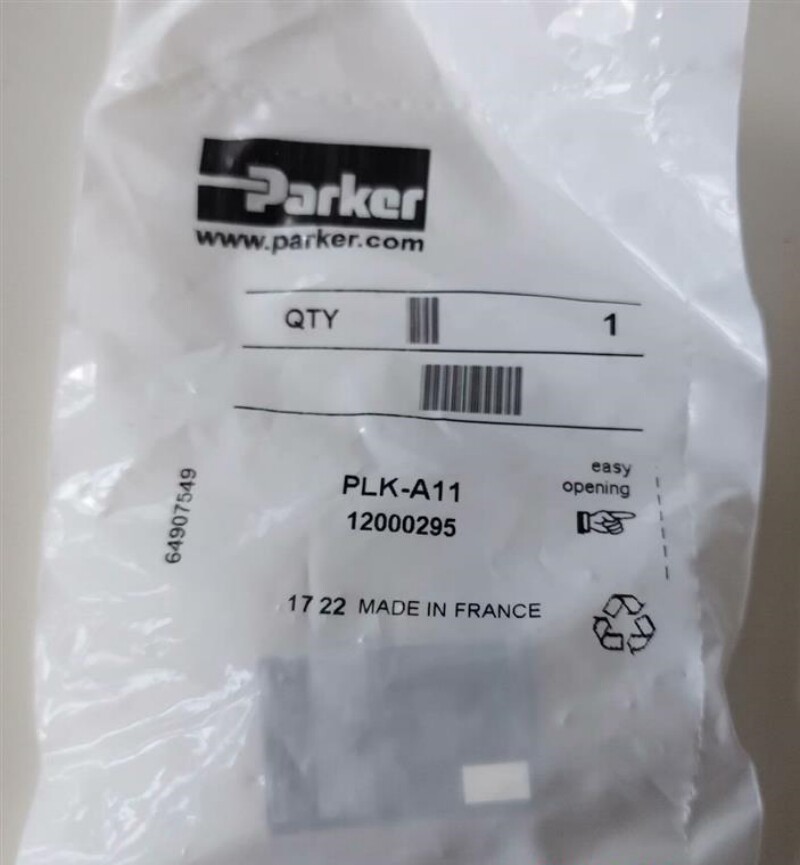 Parker
www.parker.com
QTY 1
easy
opening
PLK-A11
12000295
64907549
17 22 MADE IN FRANCE